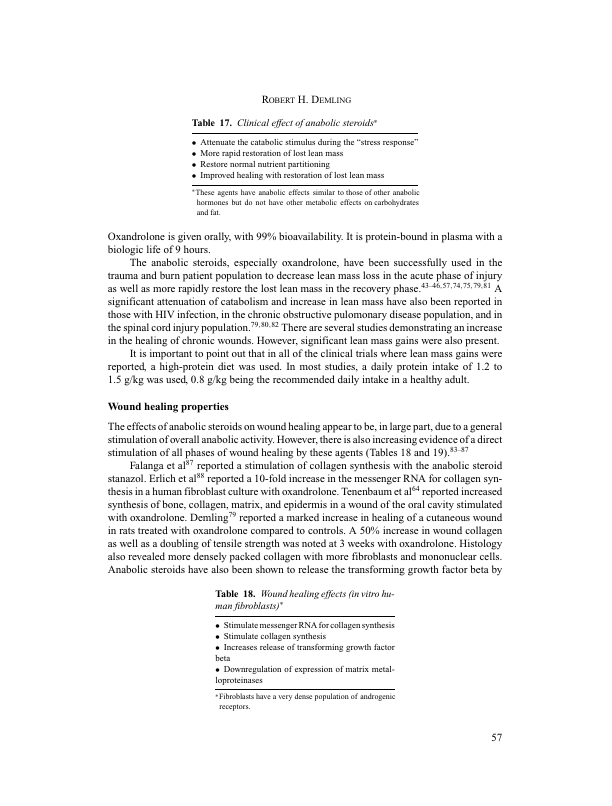 ROBERT H. DEMLING
Table 17. Clinical effect of anabolic steroids*
• Attenuate the catabolic stimulus during the “stress response”
• More rapid restoration of lost lean mass
• Restore normal nutrient partitioning
• Improved healing with restoration of lost lean mass
*These agents have anabolic effects similar to those of other anabolic
hormones but do not have other metabolic effects on carbohydrates
and fat.
Oxandrolone is given orally, with 99% bioavailability. It is protein-bound in plasma with a
biologic life of 9 hours.
The anabolic steroids, especially oxandrolone, have been successfully used in the
trauma and burn patient population to decrease lean mass loss in the acute phase of injury
as well as more rapidly restore the lost lean mass in the recovery phase.43–46,57,74,75,79,81 A
significant attenuation of catabolism and increase in lean mass have also been reported in
those with HIV infection, in the chronic obstructive pulomonary disease population, and in
the spinal cord injury population.79,80,82 There are several studies demonstrating an increase
in the healing of chronic wounds. However, significant lean mass gains were also present.
It is important to point out that in all of the clinical trials where lean mass gains were
reported, a high-protein diet was used. In most studies, a daily protein intake of 1.2 to
1.5 g/kg was used, 0.8 g/kg being the recommended daily intake in a healthy adult.
Wound healing properties
The effects of anabolic steroids on wound healing appear to be, in large part, due to a general
stimulation of overall anabolic activity. However, there is also increasing evidence of a direct
stimulation of all phases of wound healing by these agents (Tables 18 and 19).83–87
Falanga et al87 reported a stimulation of collagen synthesis with the anabolic steroid
stanazol. Erlich et al88 reported a 10-fold increase in the messenger RNA for collagen syn-
thesis in a human fibroblast culture with oxandrolone. Tenenbaum et al64 reported increased
synthesis of bone, collagen, matrix, and epidermis in a wound of the oral cavity stimulated
with oxandrolone. Demling79 reported a marked increase in healing of a cutaneous wound
in rats treated with oxandrolone compared to controls. A 50% increase in wound collagen
as well as a doubling of tensile strength was noted at 3 weeks with oxandrolone. Histology
also revealed more densely packed collagen with more fibroblasts and mononuclear cells.
Anabolic steroids have also been shown to release the transforming growth factor beta by
Table 18. Wound healing effects (in vitro hu-
man fibroblasts)*
• Stimulate messenger RNA for collagen synthesis
• Stimulate collagen synthesis
• Increases release of transforming growth factor
beta
• Downregulation of expression of matrix metal-
loproteinases
*Fibroblasts have a very dense population of androgenic
receptors.
57